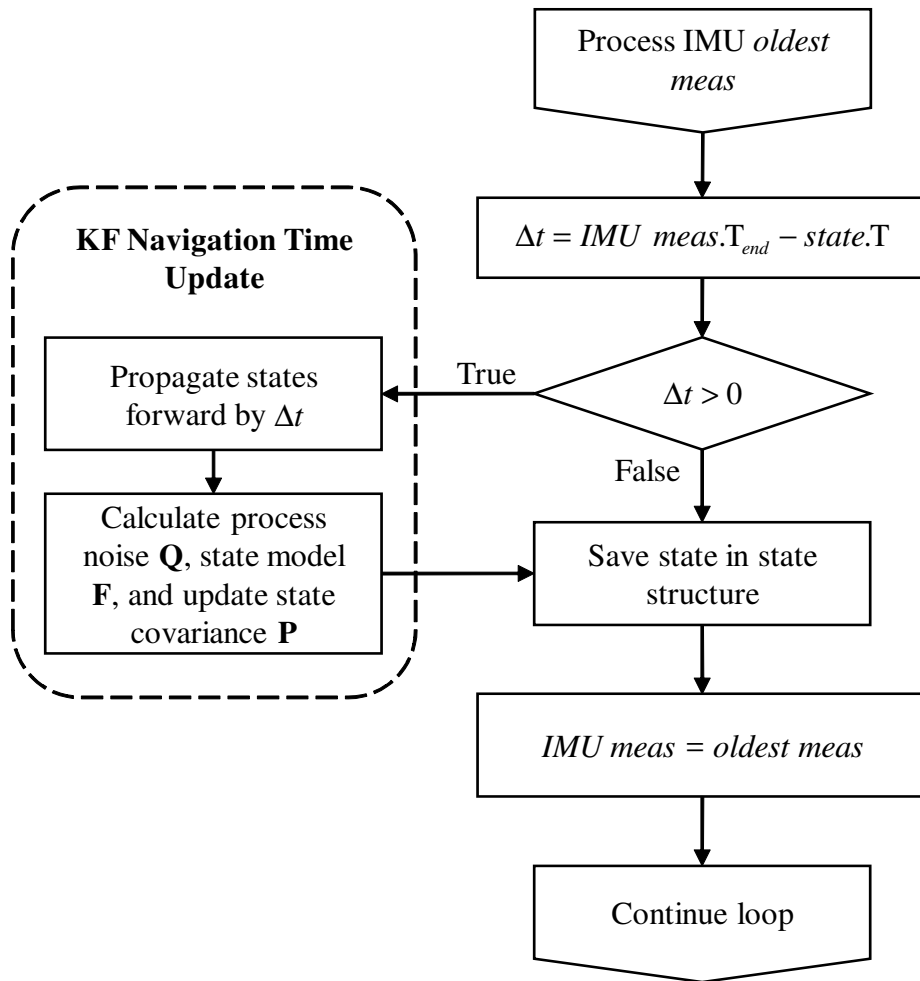 Process IMU oldest
meas
Δt = IMU meas.T_end − state.T
KF Navigation Time
Update
Δt > 0
True
False
Propagate states
forward by Δt
Calculate process
noise Q, state model
F, and update state
covariance P
Save state in state
structure
IMU meas = oldest meas
Continue loop